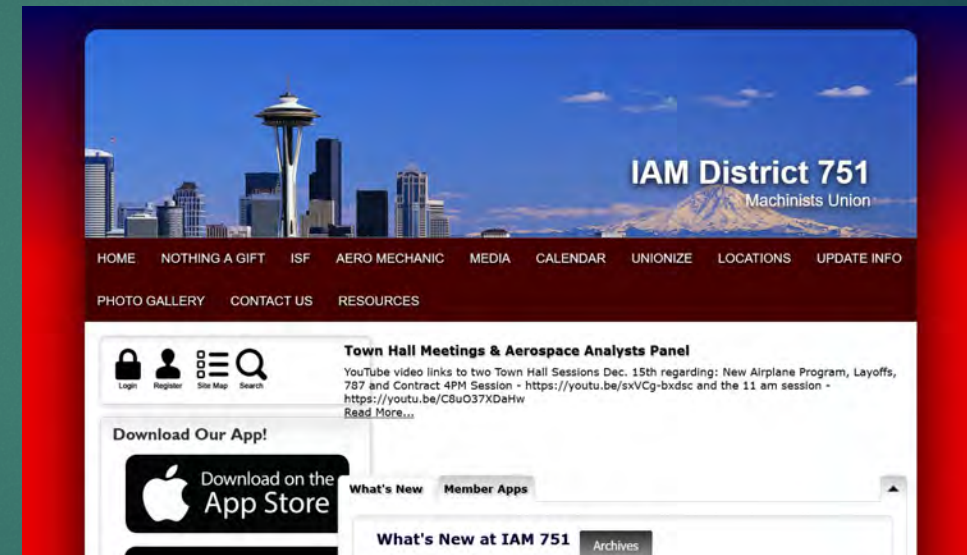 IAM District 751
Machinists Union
HOME NOTHING A GIFT ISF AERO MECHANIC MEDIA CALENDAR UNIONIZE LOCATIONS UPDATE INFO
PHOTO GALLERY CONTACT US RESOURCES
Login Register Site Map Search
Town Hall Meetings & Aerospace Analysts Panel
YouTube video links to two Town Hall Sessions Dec. 15th regarding: New Airplane Program, Layoffs,
787 and Contract 4PM Session - https://youtu.be/sxVCg-bxdsc and the 11 am session -
https://youtu.be/C8uO37XDaHw
Read More...
Download Our App!
Download on the
App Store
What's New Member Apps
What's New at IAM 751 Archives